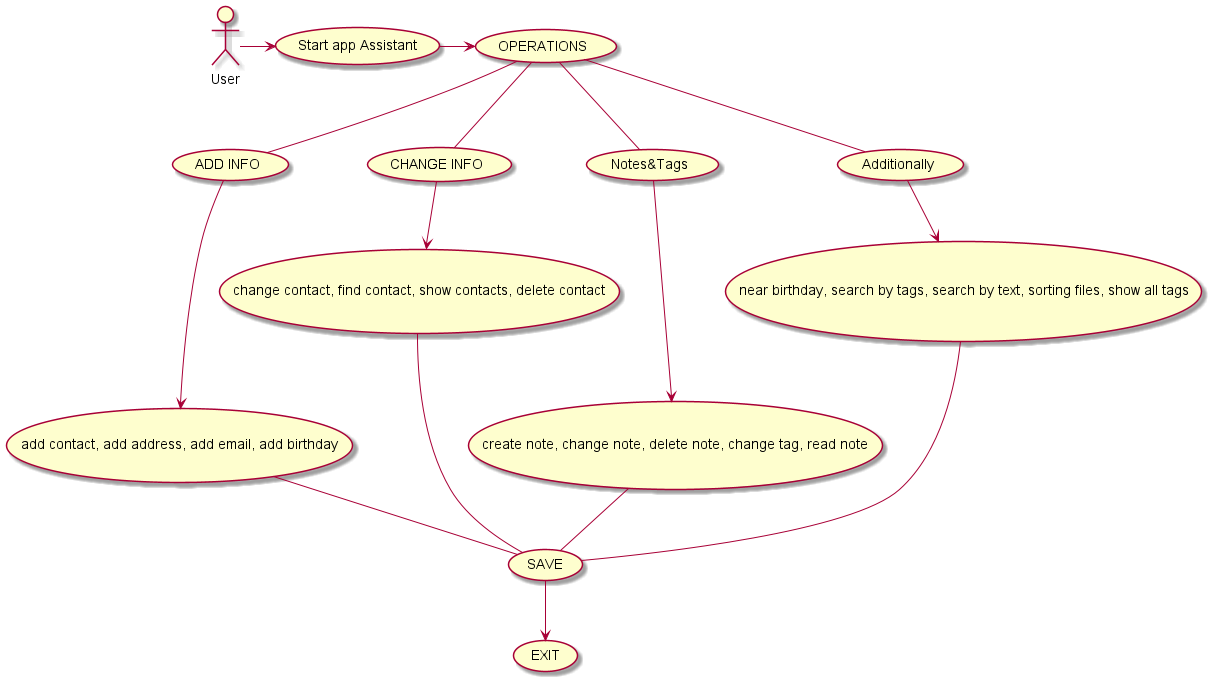 User
Start app Assistant
OPERATIONS
ADD INFO
CHANGE INFO
Notes&Tags
Additionally
change contact, find contact, show contacts, delete contact
near birthday, search by tags, search by text, sorting files, show all tags
add contact, add address, add email, add birthday
create note, change note, delete note, change tag, read note
SAVE
EXIT